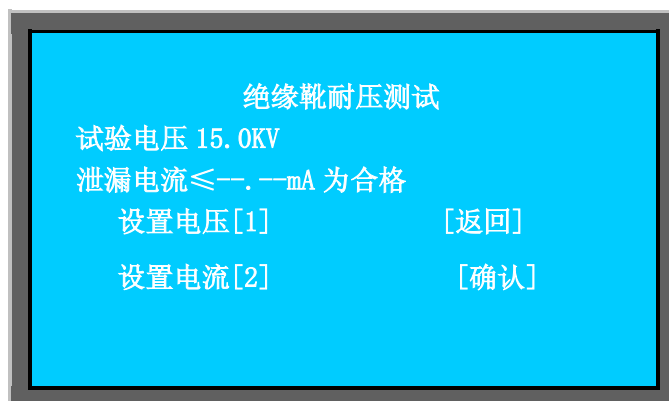 绝缘靴耐压测试
试验电压 15.0KV
泄漏电流≤--.--mA 为合格
设置电压[1] [返回]
设置电流[2] [确认]